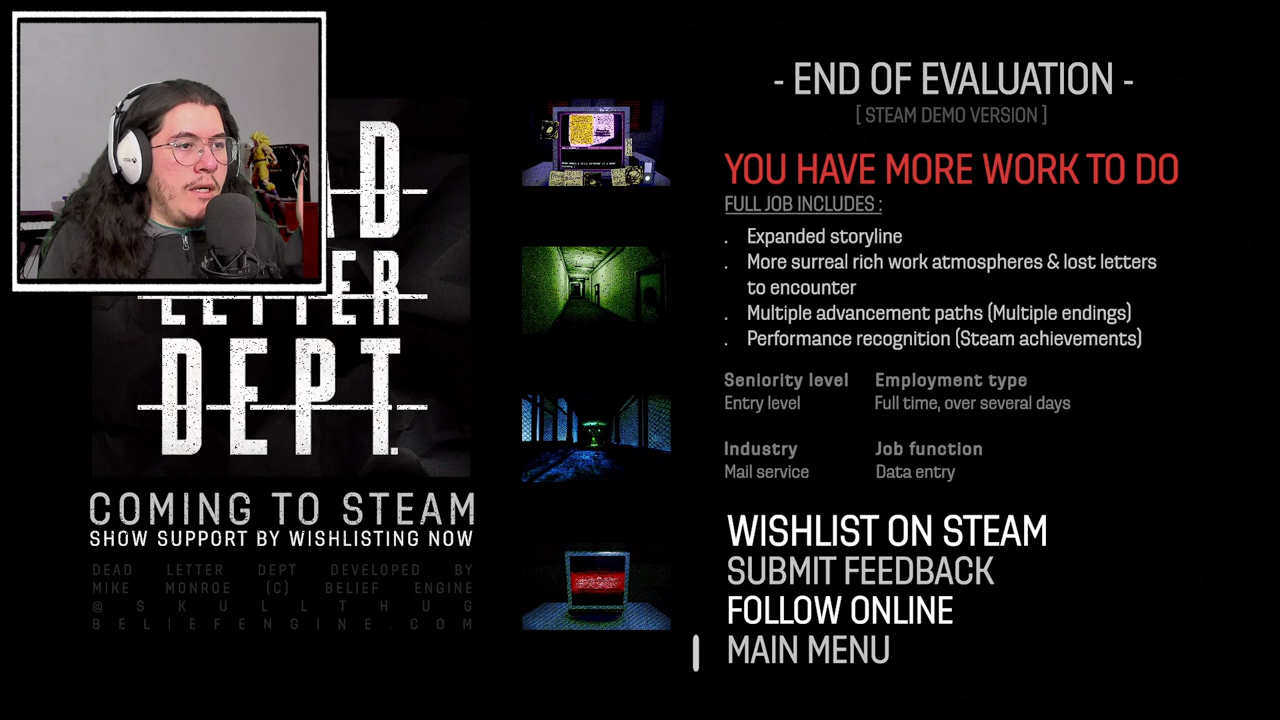 - END OF EVALUATION -
[ STEAM DEMO VERSION ]
YOU HAVE MORE WORK TO DO
FULL JOB INCLUDES :
. Expanded storyline
. More surreal rich work atmospheres & lost letters
to encounter
. Multiple advancement paths (Multiple endings)
. Performance recognition (Steam achievements)
Seniority level Employment type
Entry level Full time, over several days
Industry Job function
Mail service Data entry
WISHLIST ON STEAM
SUBMIT FEEDBACK
FOLLOW ONLINE
MAIN MENU
AD
LETTER
DEPT.
COMING TO STEAM
SHOW SUPPORT BY WISHLISTING NOW
DEAD LETTER DEPT DEVELOPED BY
MIKE MONROE (C) BELIEF ENGINE
@SKULLTHUG
BELIEFENGINE.COM